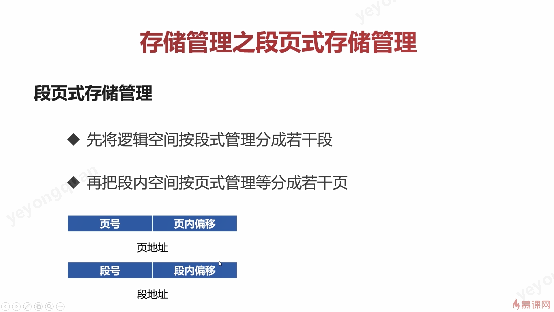 存储管理之段页式存储管理
段页式存储管理
◆ 先将逻辑空间按段式管理分成若干段
◆ 再把段内空间按页式管理等分成若干页
页号 页内偏移
页地址
段号 段内偏移
段地址
慕课网